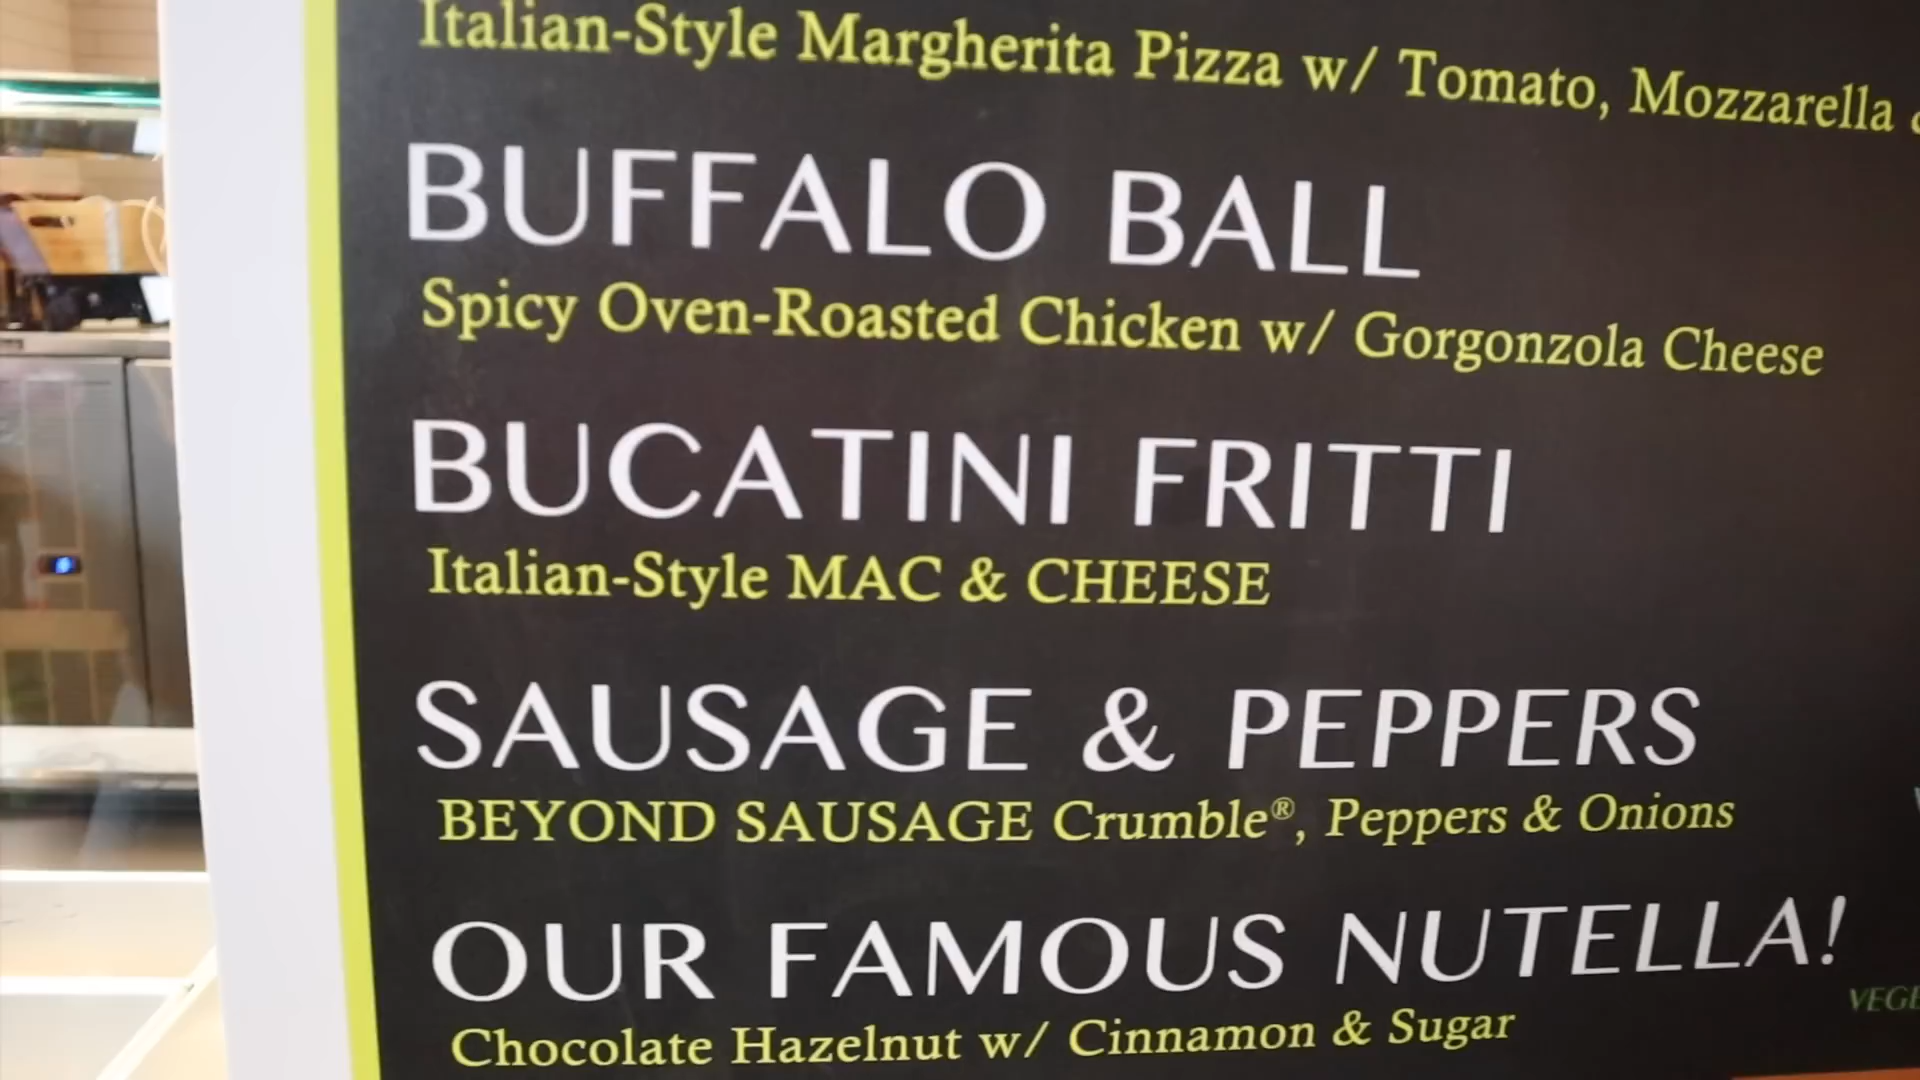 Italian-Style Margherita Pizza w/ Tomato, Mozzarella
BUFFALO BALL
Spicy Oven-Roasted Chicken w/ Gorgonzola Cheese
BUCATINI FRITTI
Italian-Style MAC & CHEESE
SAUSAGE & PEPPERS
BEYOND SAUSAGE Crumble®, Peppers & Onions
OUR FAMOUS NUTELLA!
Chocolate Hazelnut w/ Cinnamon & Sugar